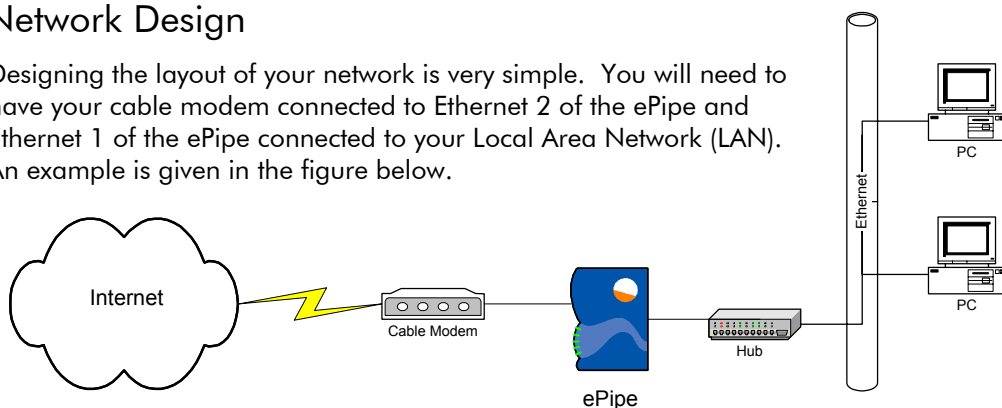 Network Design
Designing the layout of your network is very simple. You will need to
have your cable modem connected to Ethernet 2 of the ePipe and
Ethernet 1 of the ePipe connected to your Local Area Network (LAN).
An example is given in the figure below.
Internet
Cable Modem
ePipe
Hub
Ethernet
PC
PC